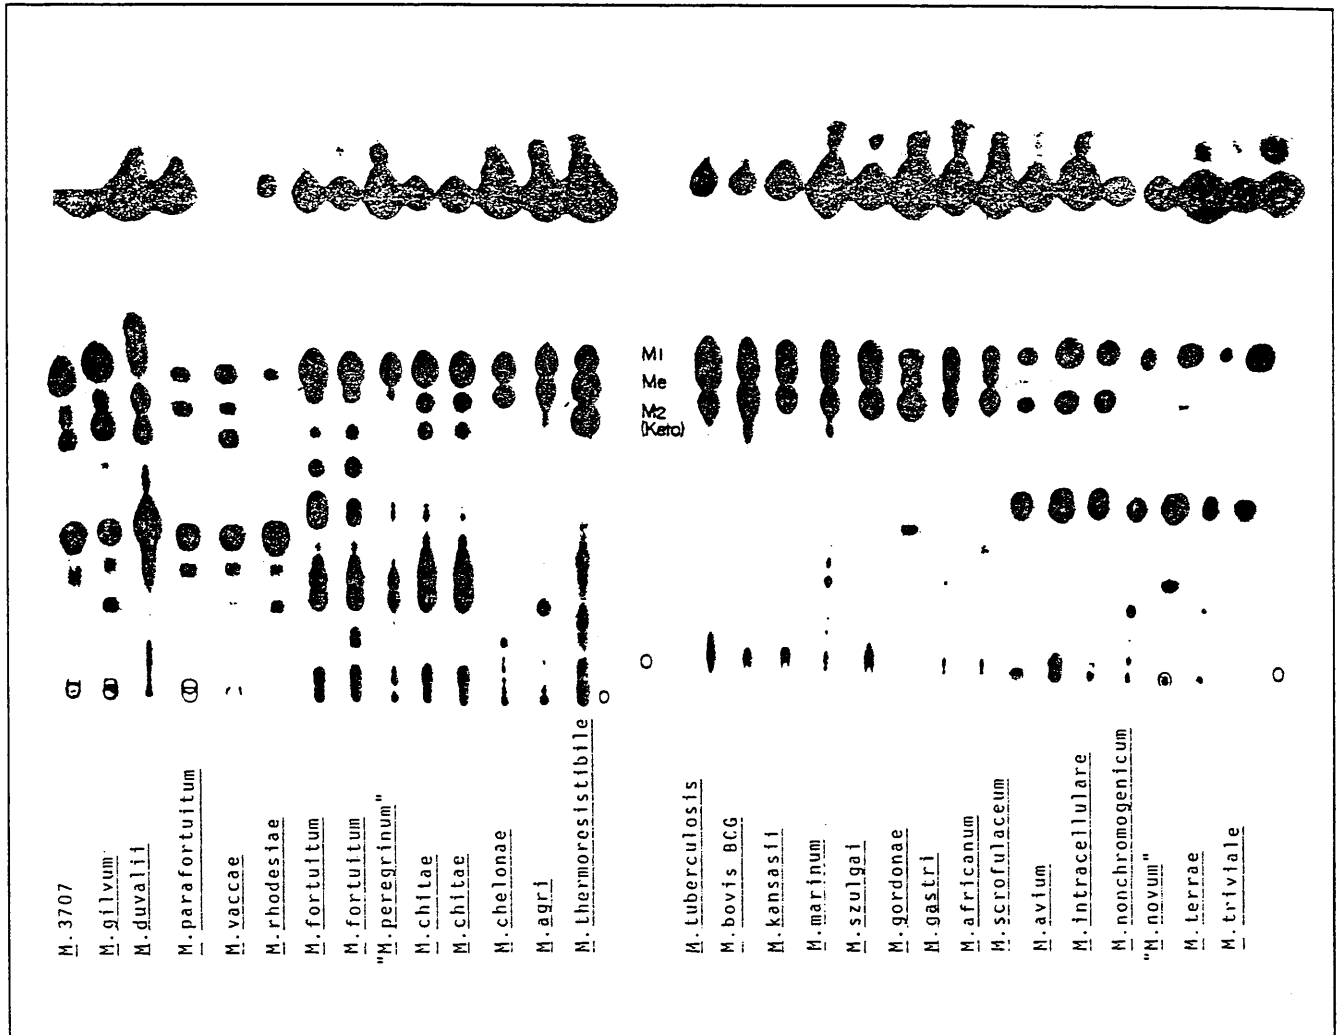 M1
Me
M2
(Keto)
O
O
O
M.3707
M.gilvum
M.duvalii
M.parafortuitum
M.vaccae
M.rhodesiae
M.fortuitum
M.fortuitum
"M.peregrinum"
M.chitae
M.chitae
M.chelonae
M.agri
M.thermoresistibile
M.tuberculosis
M.bovis BCG
M.kansasii
M.marinum
M.szulgai
M.gordonae
M.gastri
M.africanum
M.scrofulaceum
M.avium
M.intracellulare
M.nonchromogenicum
"M.novum"
M.terrae
M.triviale